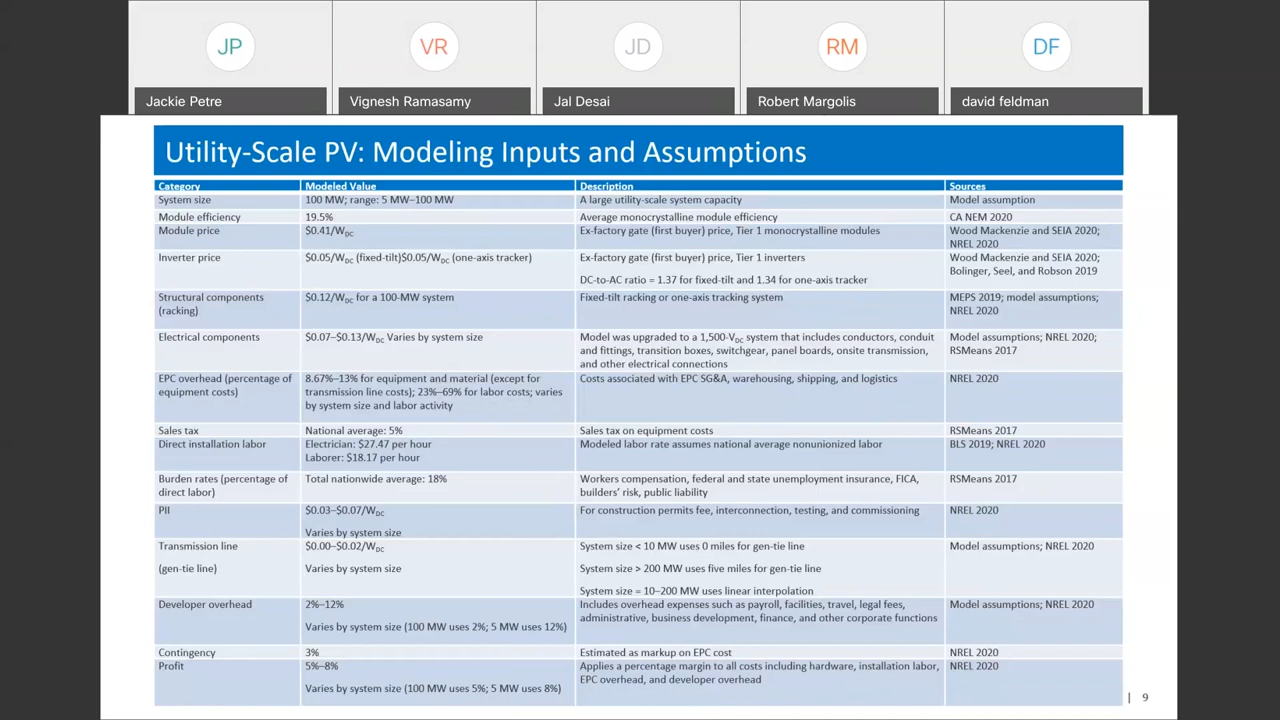 JP
VR
JD
RM
DF
Jackie Petre
Vignesh Ramasamy
Jal Desai
Robert Margolis
david feldman
Utility-Scale PV: Modeling Inputs and Assumptions
Category Modeled Value Description Sources
System size 100 MW; range: 5 MW–100 MW A large utility-scale system capacity Model assumption
Module efficiency 19.5% Average monocrystalline module efficiency CA NEM 2020
Module price $0.41/WDC Ex-factory gate (first buyer) price, Tier 1 monocrystalline modules Wood Mackenzie and SEIA 2020;
NREL 2020
Inverter price $0.05/WDC (fixed-tilt)$0.05/WDC (one-axis tracker) Ex-factory gate (first buyer) price, Tier 1 inverters Wood Mackenzie and SEIA 2020;
Bolinger, Seel, and Robson 2019
DC-to-AC ratio = 1.37 for fixed-tilt and 1.34 for one-axis tracker
Structural components $0.12/WDC for a 100-MW system Fixed-tilt racking or one-axis tracking system MEPS 2019; model assumptions;
(racking) NREL 2020
Electrical components $0.07–$0.13/WDC Varies by system size Model was upgraded to a 1,500-VDC system that includes conductors, conduit Model assumptions; NREL 2020;
and fittings, transition boxes, switchgear, panel boards, onsite transmission, RSMeans 2017
and other electrical connections
EPC overhead (percentage of 8.67%–13% for equipment and material (except for Costs associated with EPC SG&A, warehousing, shipping, and logistics NREL 2020
equipment costs) transmission line costs); 23%–69% for labor costs; varies
by system size and labor activity
Sales tax National average: 5% Sales tax on equipment costs RSMeans 2017
Direct installation labor Electrician: $27.47 per hour Modeled labor rate assumes national average nonunionized labor BLS 2019; NREL 2020
Laborer: $18.17 per hour
Burden rates (percentage of Total nationwide average: 18% Workers compensation, federal and state unemployment insurance, FICA, RSMeans 2017
direct labor) builders' risk, public liability
PII $0.03–$0.07/WDC For construction permits fee, interconnection, testing, and commissioning NREL 2020
Varies by system size
Transmission line $0.00–$0.02/WDC System size < 10 MW uses 0 miles for gen-tie line Model assumptions; NREL 2020
(gen-tie line) Varies by system size System size > 200 MW uses five miles for gen-tie line
System size = 10–200 MW uses linear interpolation
Developer overhead 2%–12% Includes overhead expenses such as payroll, facilities, travel, legal fees, Model assumptions; NREL 2020
administrative, business development, finance, and other corporate functions
Varies by system size (100 MW uses 2%; 5 MW uses 12%)
Contingency 3% Estimated as markup on EPC cost NREL 2020
Profit 5%–8% Applies a percentage margin to all costs including hardware, installation labor, NREL 2020
EPC overhead, and developer overhead
Varies by system size (100 MW uses 5%; 5 MW uses 8%)
| 9